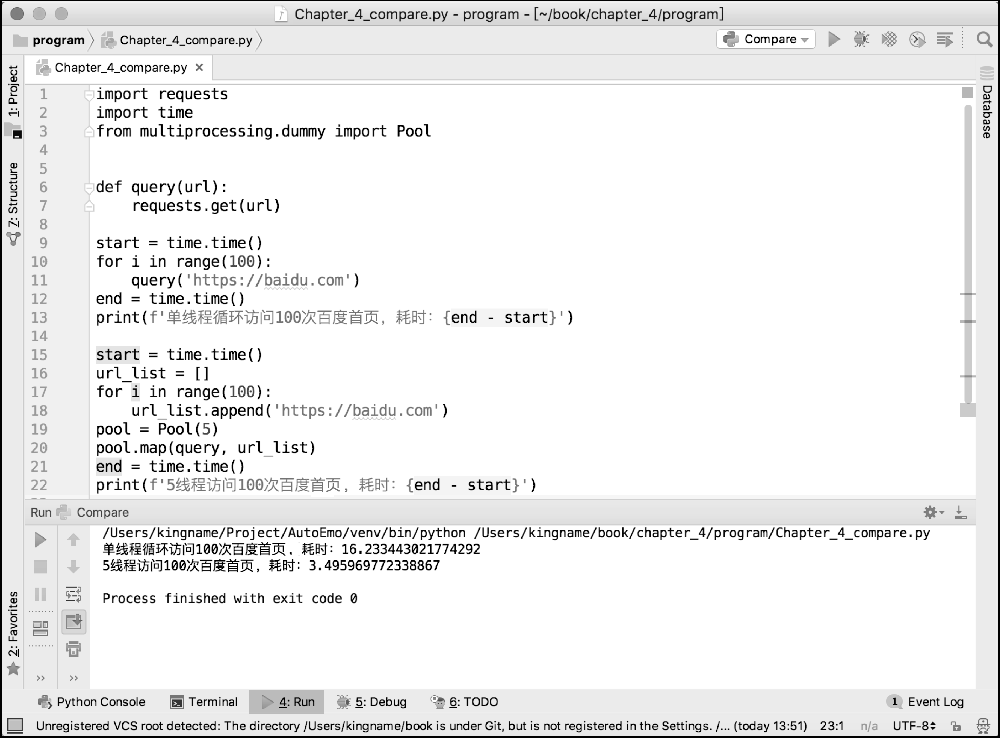 Chapter_4_compare.py - program - [~/book/chapter_4/program]
program Chapter_4_compare.py Compare
Chapter_4_compare.py
1: Project
7: Structure
2: Favorites
Database
1 import requests
2 import time
3 from multiprocessing.dummy import Pool
4
5
6 def query(url):
7     requests.get(url)
8
9 start = time.time()
10 for i in range(100):
11     query('https://baidu.com')
12 end = time.time()
13 print(f'单线程循环访问100次百度首页，耗时：{end - start}')
14
15 start = time.time()
16 url_list = []
17 for i in range(100):
18     url_list.append('https://baidu.com')
19 pool = Pool(5)
20 pool.map(query, url_list)
21 end = time.time()
22 print(f'5线程访问100次百度首页，耗时：{end - start}')
Run Compare
/Users/kingname/Project/AutoEmo/venv/bin/python /Users/kingname/book/chapter_4/program/Chapter_4_compare.py
单线程循环访问100次百度首页，耗时：16.233443021774292
5线程访问100次百度首页，耗时：3.495969772338867
Process finished with exit code 0
Python Console Terminal 4: Run 5: Debug 6: TODO 1 Event Log
Unregistered VCS root detected: The directory /Users/kingname/book is under Git, but is not registered in the Settings. /... (today 13:51) 23:1 n/a UTF-8